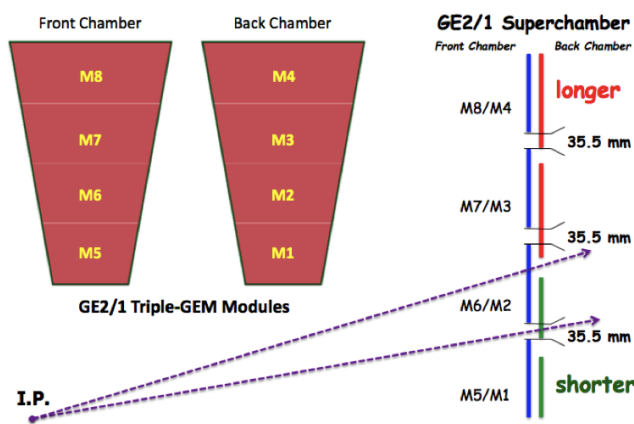 Front Chamber
Back Chamber
M8
M7
M6
M5
M4
M3
M2
M1
GE2/1 Triple-GEM Modules
I.P.
GE2/1 Superchamber
Front Chamber
Back Chamber
longer
M8/M4
35.5 mm
M7/M3
35.5 mm
M6/M2
35.5 mm
M5/M1
shorter